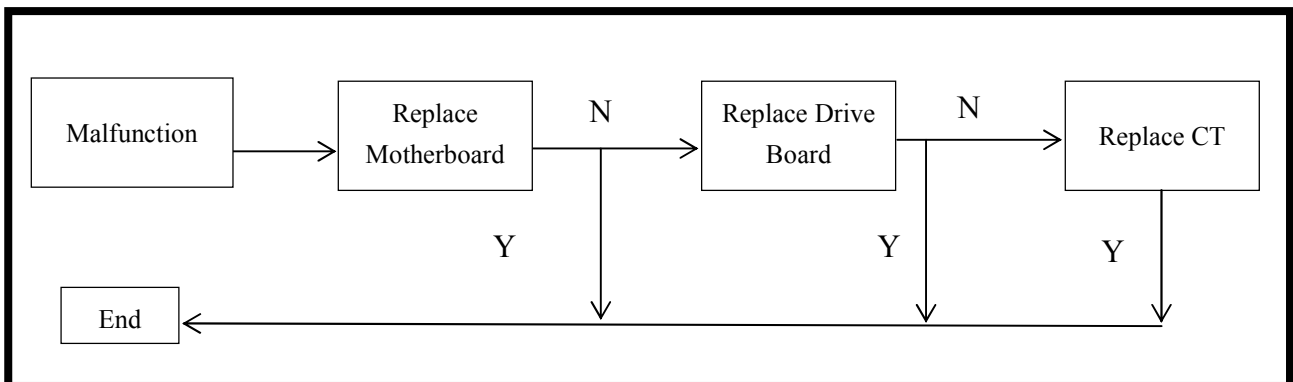 Malfunction
Replace
Motherboard
N
Replace Drive
Board
N
Replace CT
Y
Y
Y
End